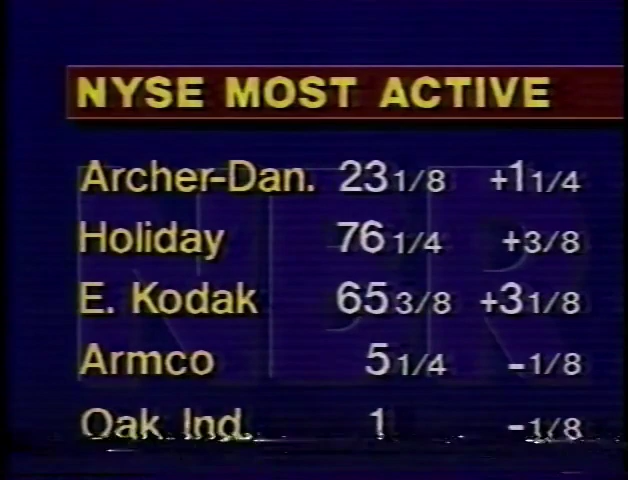 NYSE MOST ACTIVE
Archer-Dan. 23 1/8 +1 1/4
Holiday 76 1/4 +3/8
E. Kodak 65 3/8 +3 1/8
Armco 5 1/4 -1/8
Oak Ind. 1 -1/8
NBR